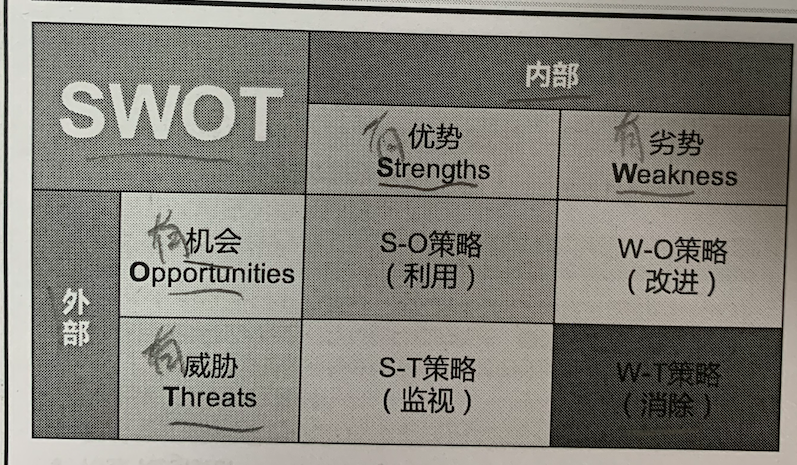 SWOT
内部
有优势
Strengths
有劣势
Weakness
外部
有机会
Opportunities
S-O策略
（利用）
W-O策略
（改进）
有威胁
Threats
S-T策略
（监视）
W-T策略
（消除）